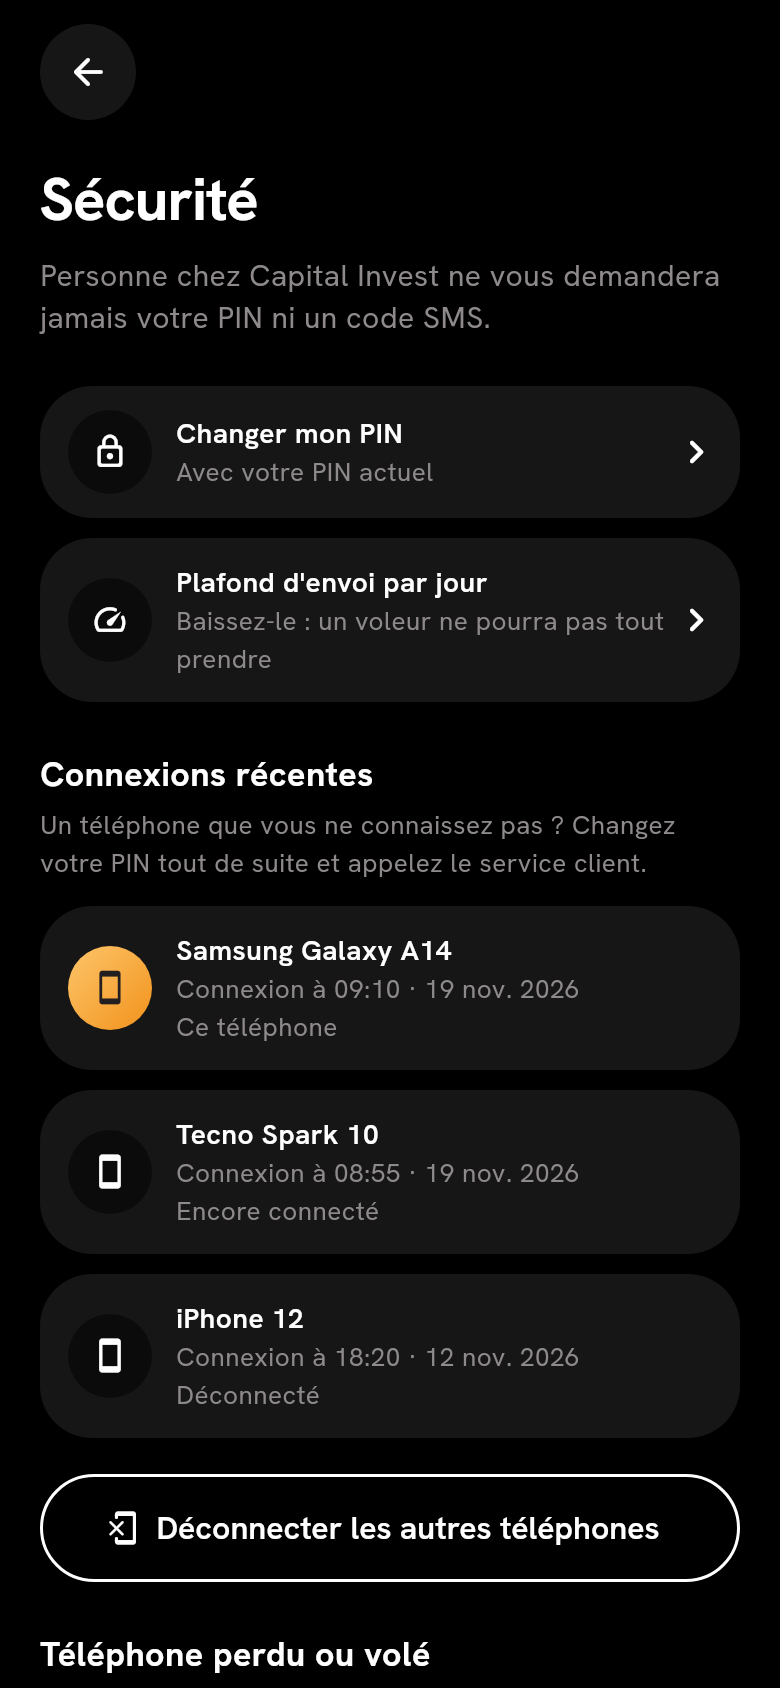 Sécurité
Personne chez Capital Invest ne vous demandera
jamais votre PIN ni un code SMS.
Changer mon PIN
Avec votre PIN actuel
Plafond d'envoi par jour
Baissez-le : un voleur ne pourra pas tout
prendre
Connexions récentes
Un téléphone que vous ne connaissez pas ? Changez
votre PIN tout de suite et appelez le service client.
Samsung Galaxy A14
Connexion à 09:10 · 19 nov. 2026
Ce téléphone
Tecno Spark 10
Connexion à 08:55 · 19 nov. 2026
Encore connecté
iPhone 12
Connexion à 18:20 · 12 nov. 2026
Déconnecté
Déconnecter les autres téléphones
Téléphone perdu ou volé